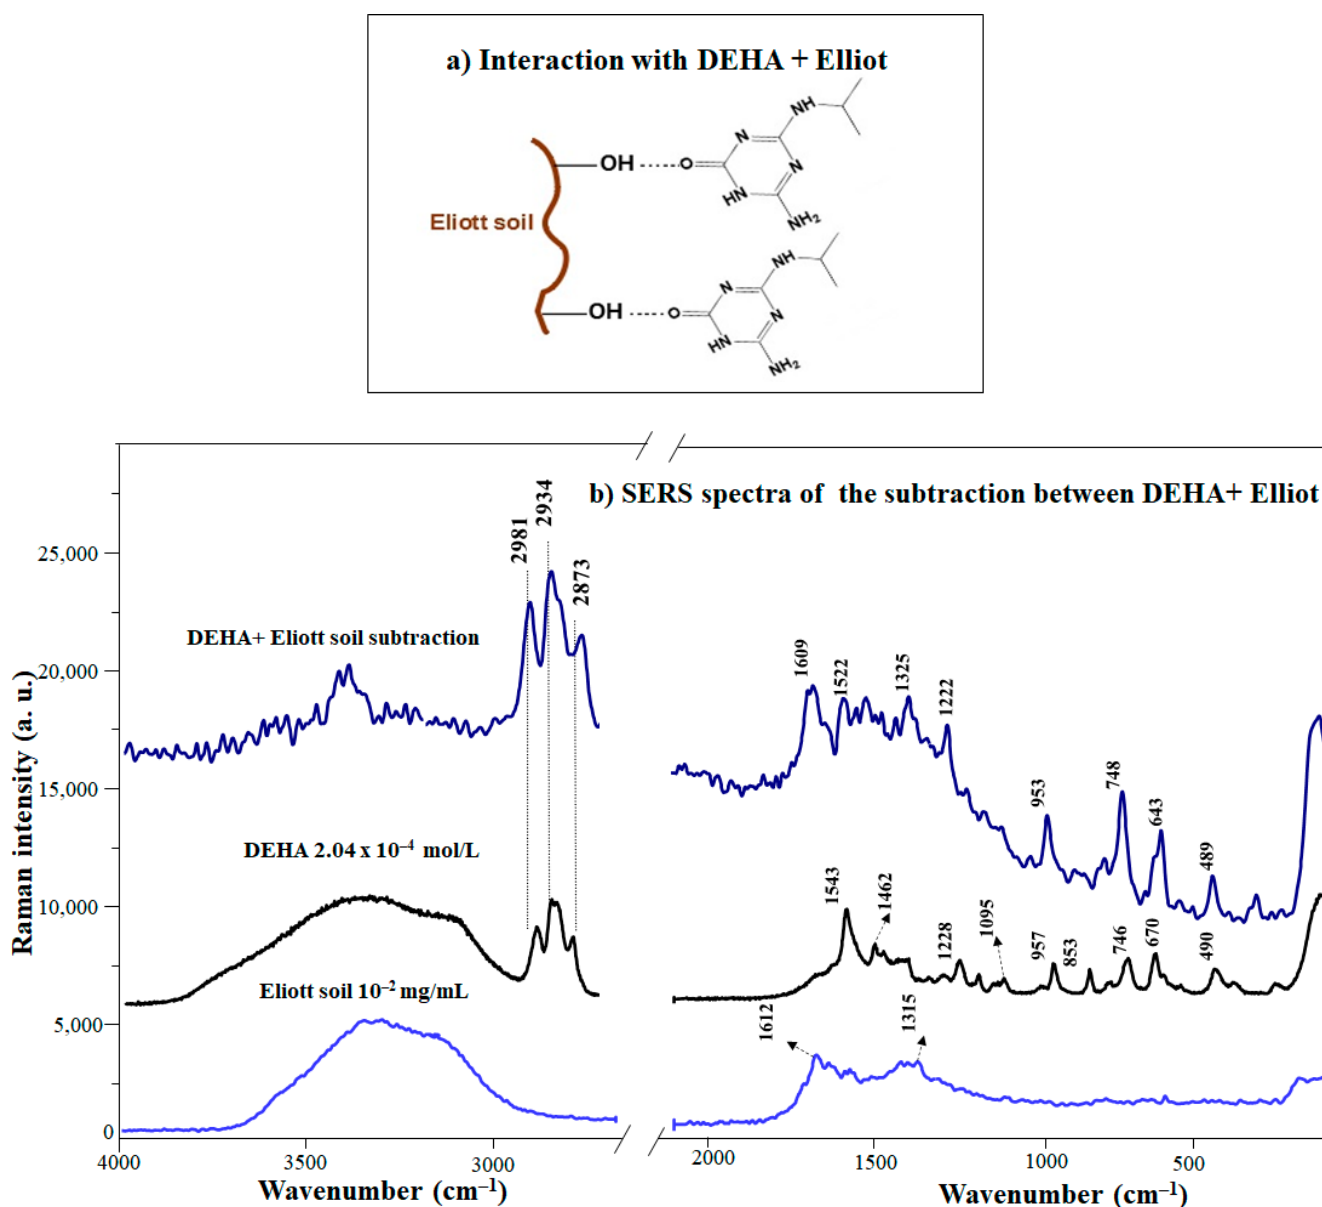 a) Interaction with DEHA + Elliot
NH
N
OH
O
N
HN
NH2
Eliott soil
NH
N
OH
O
N
HN
NH2
b) SERS spectra of the subtraction between DEHA+ Elliot
2981
2934
2873
25,000
DEHA+ Eliott soil subtraction
1609
1522
1325
1222
20,000
Raman intensity (a. u.)
953
748
643
489
15,000
DEHA 2.04 x 10⁻⁴ mol/L
1543
1462
1228
1095
957
853
746
670
490
10,000
Eliott soil 10⁻² mg/mL
1612
1315
5,000
0
4000
3500
3000
2000
1500
1000
500
Wavenumber (cm⁻¹)
Wavenumber (cm⁻¹)